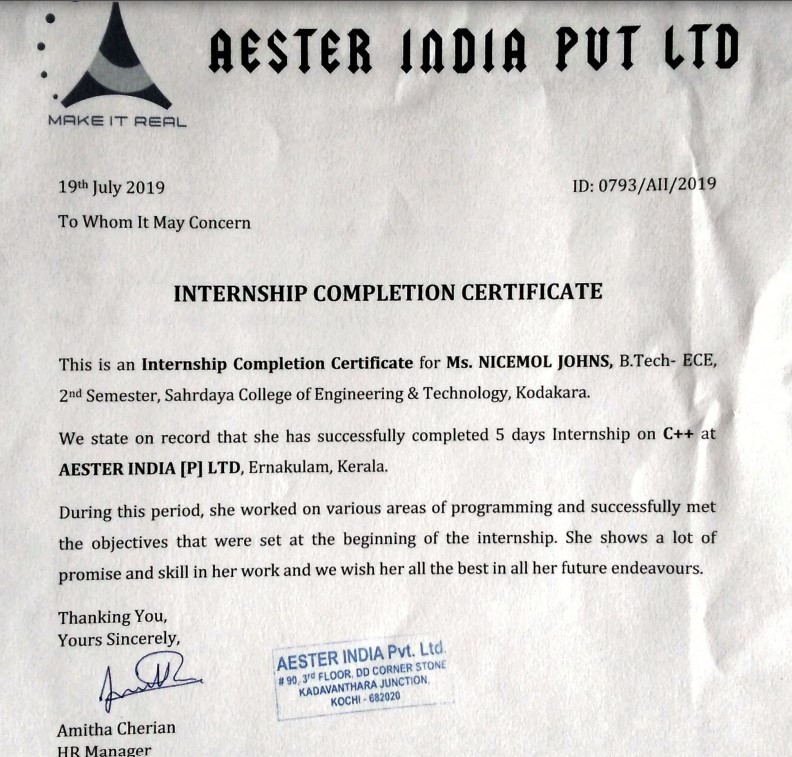 AESTER INDIA PVT LTD
MAKE IT REAL
19th July 2019
ID: 0793/AII/2019
To Whom It May Concern
INTERNSHIP COMPLETION CERTIFICATE
This is an Internship Completion Certificate for Ms. NICEMOL JOHNS, B.Tech- ECE,
2nd Semester, Sahrdaya College of Engineering & Technology, Kodakara.
We state on record that she has successfully completed 5 days Internship on C++ at
AESTER INDIA [P] LTD, Ernakulam, Kerala.
During this period, she worked on various areas of programming and successfully met
the objectives that were set at the beginning of the internship. She shows a lot of
promise and skill in her work and we wish her all the best in all her future endeavours.
Thanking You,
Yours Sincerely,
AESTER INDIA Pvt. Ltd.
# 90, 3rd FLOOR, DD CORNER STONE
KADAVANTHARA JUNCTION,
KOCHI - 682020
Amitha Cherian
HR Manager